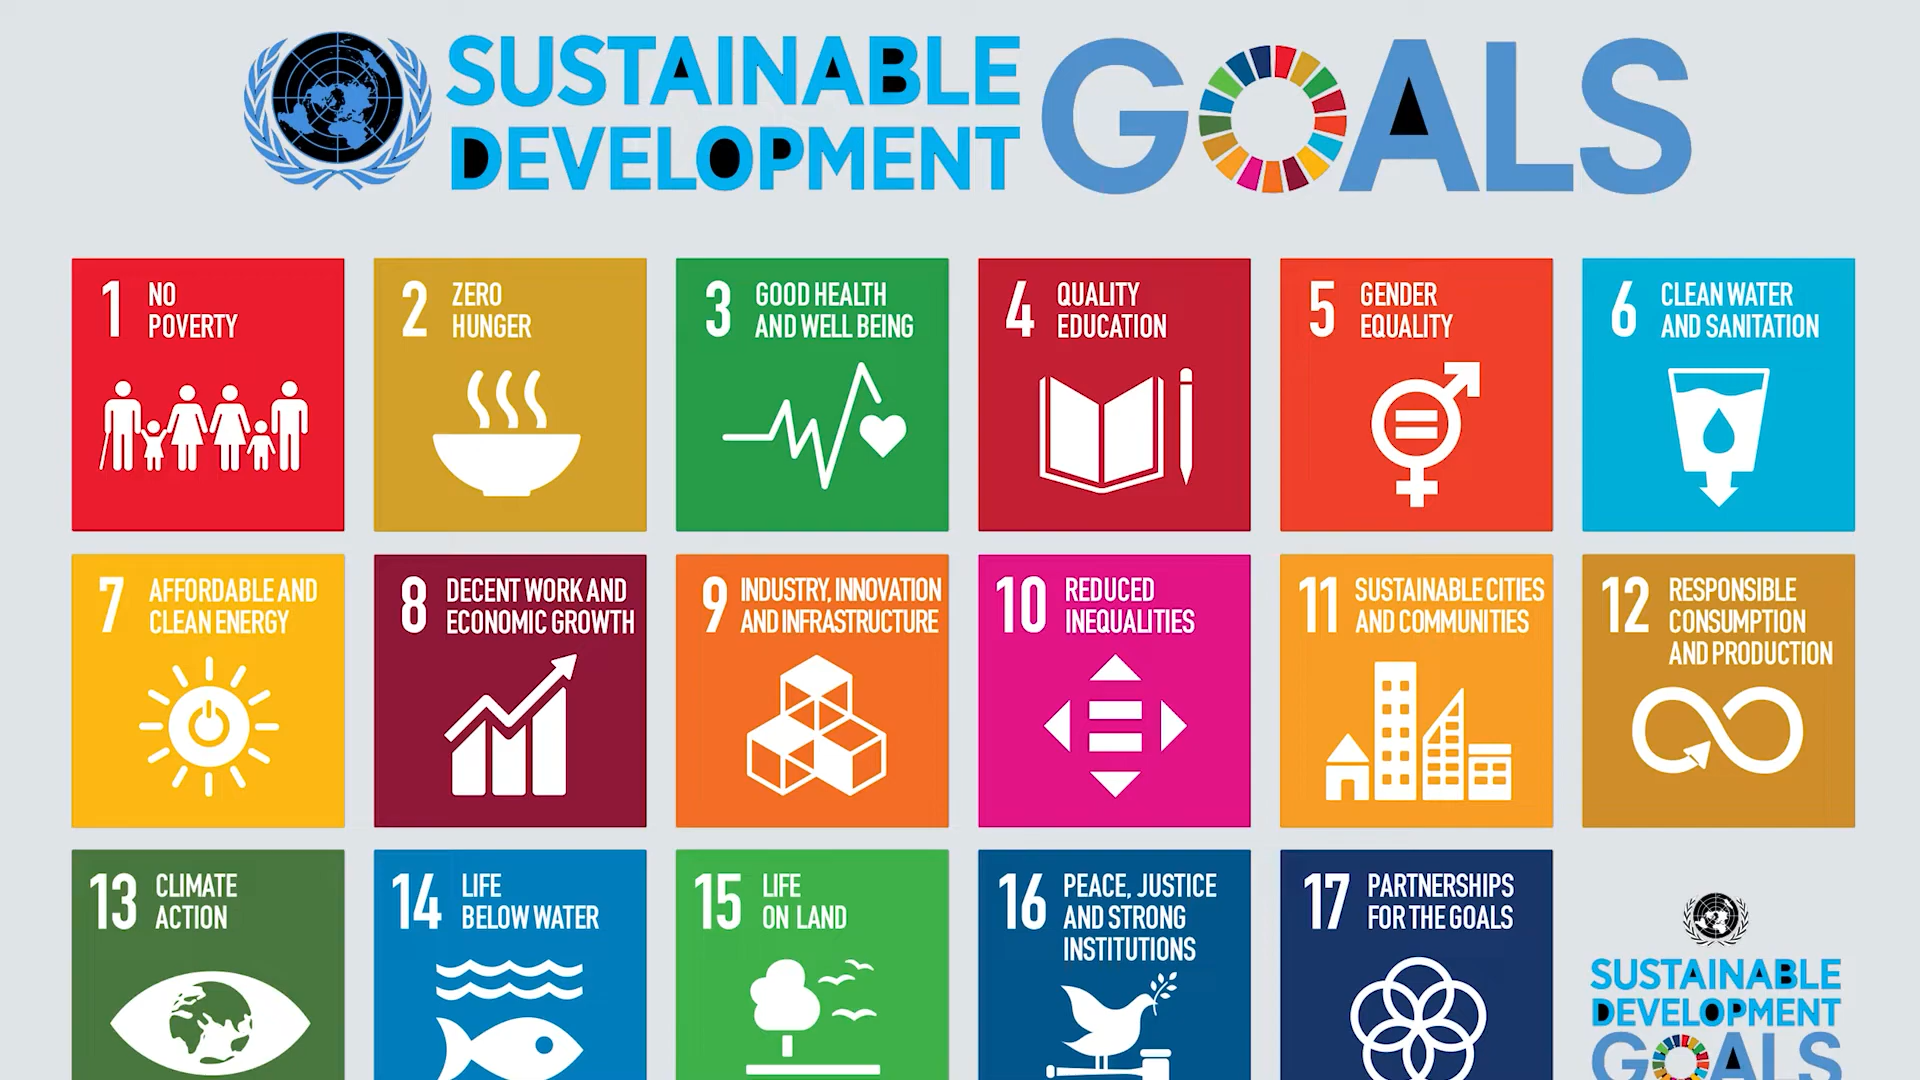 SUSTAINABLE
DEVELOPMENT
GOALS
1 NO
POVERTY
2 ZERO
HUNGER
3 GOOD HEALTH
AND WELL BEING
4 QUALITY
EDUCATION
5 GENDER
EQUALITY
6 CLEAN WATER
AND SANITATION
7 AFFORDABLE AND
CLEAN ENERGY
8 DECENT WORK AND
ECONOMIC GROWTH
9 INDUSTRY, INNOVATION
AND INFRASTRUCTURE
10 REDUCED
INEQUALITIES
11 SUSTAINABLE CITIES
AND COMMUNITIES
12 RESPONSIBLE
CONSUMPTION
AND PRODUCTION
13 CLIMATE
ACTION
14 LIFE
BELOW WATER
15 LIFE
ON LAND
16 PEACE, JUSTICE
AND STRONG
INSTITUTIONS
17 PARTNERSHIPS
FOR THE GOALS
SUSTAINABLE
DEVELOPMENT
GOALS